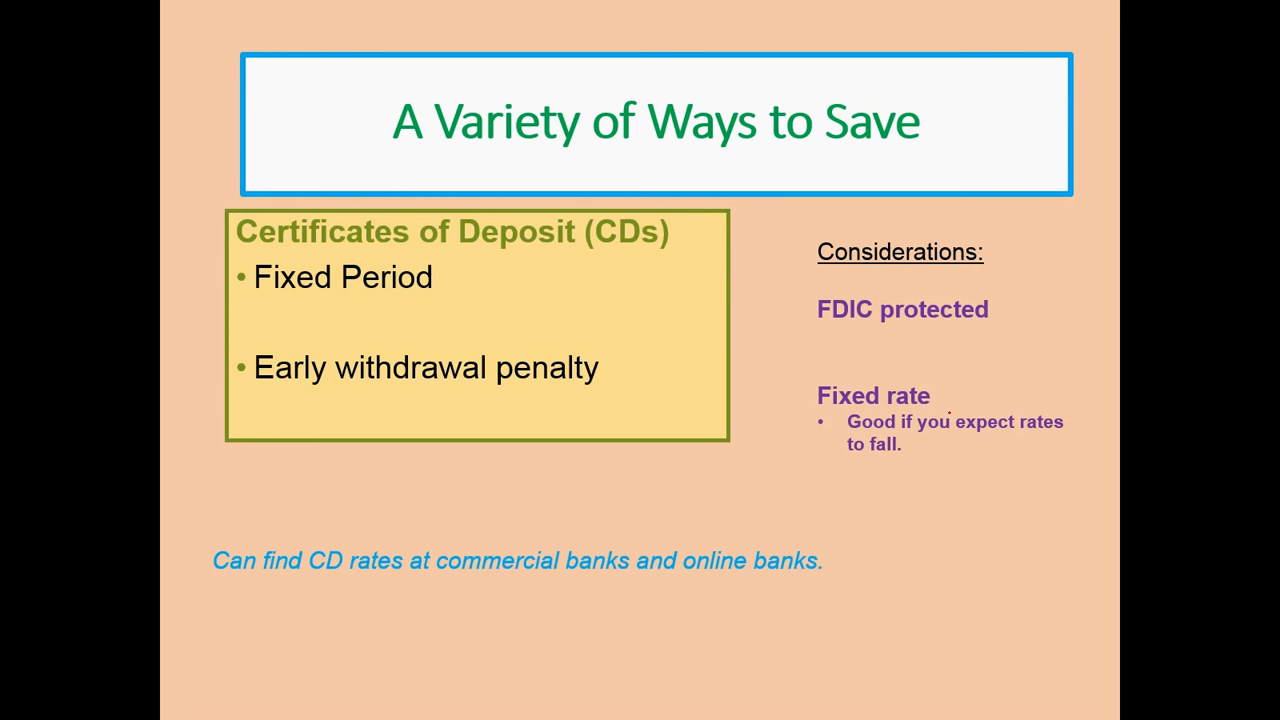 A Variety of Ways to Save
Certificates of Deposit (CDs)
• Fixed Period
• Early withdrawal penalty
Considerations:
FDIC protected
Fixed rate
• Good if you expect rates
to fall.
Can find CD rates at commercial banks and online banks.